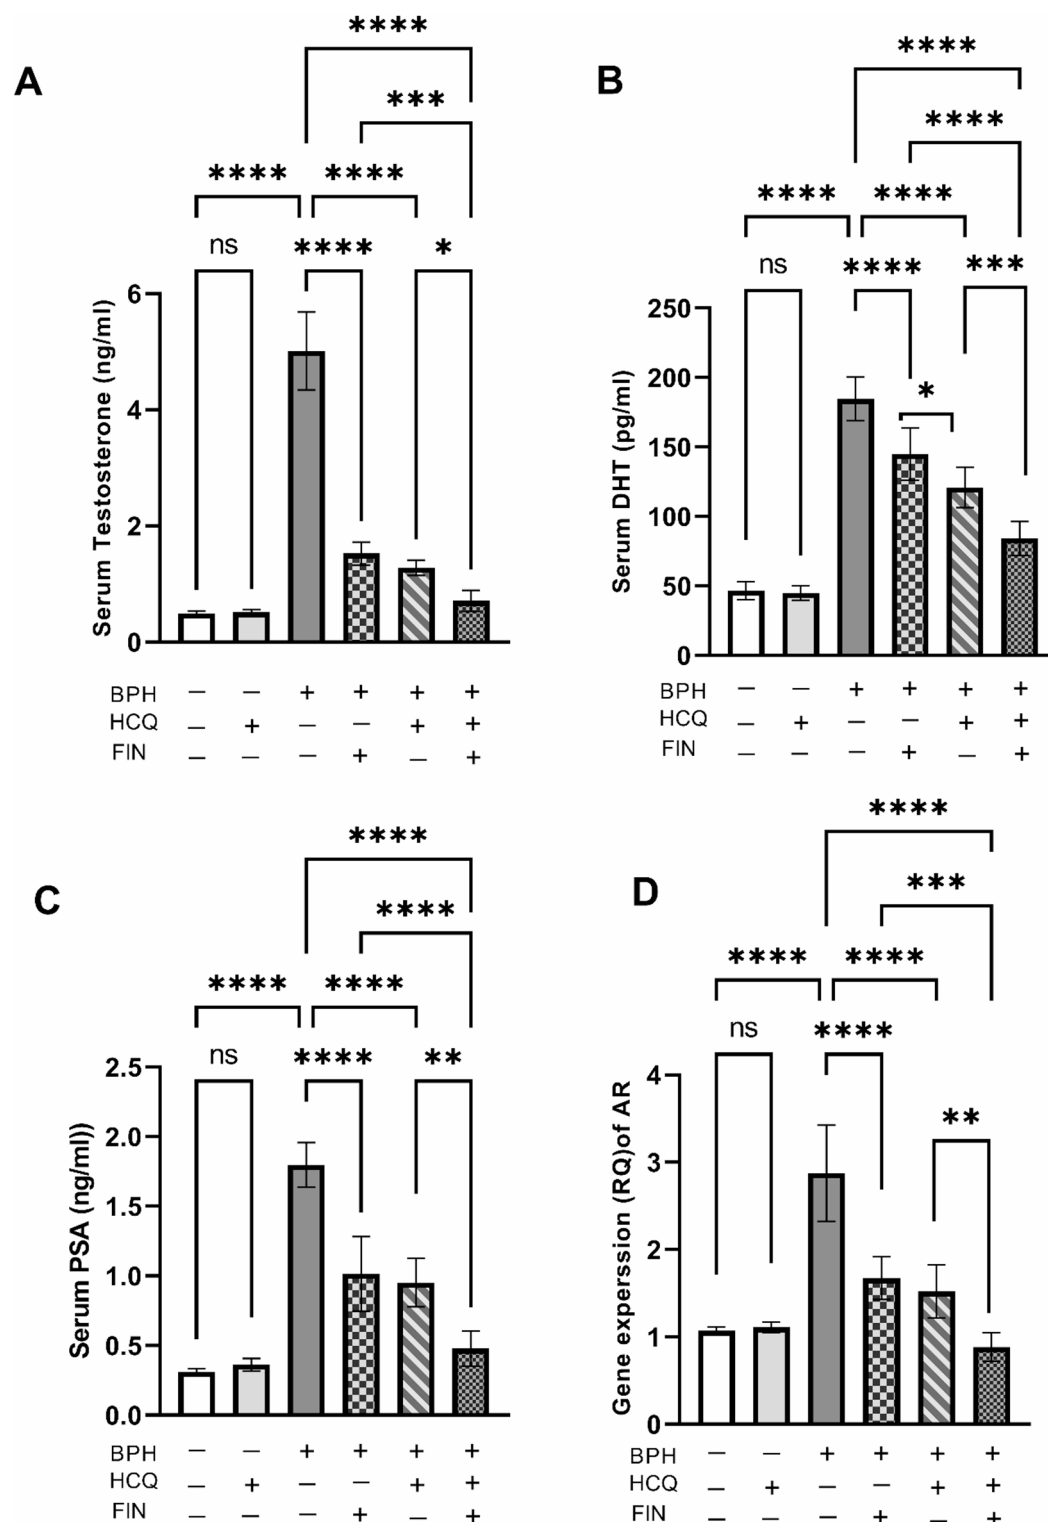 A
****
***
**** ****
ns **** *
Serum Testosterone (ng/ml)
6
4
2
0
BPH – – + + + +
HCQ – + – – + +
FIN – – – + – +
B
****
****
**** ****
ns **** ***
*
Serum DHT (pg/ml)
250
200
150
100
50
0
BPH – – + + + +
HCQ – + – – + +
FIN – – – + – +
C
****
****
**** ****
ns **** **
Serum PSA (ng/ml))
2.5
2.0
1.5
1.0
0.5
0.0
BPH – – + + + +
HCQ – + – – + +
FIN – – – + – +
D
****
***
**** ****
ns ****
**
Gene experssion (RQ)of AR
4
3
2
1
0
BPH – – + + + +
HCQ – + – – + +
FIN – – – + – +